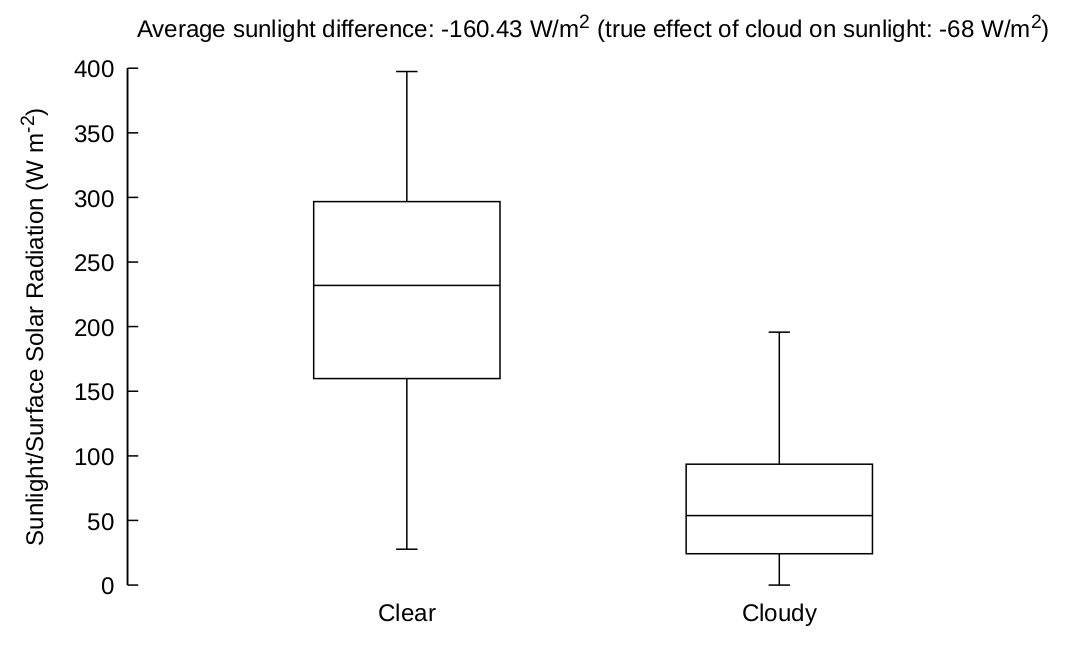 Average sunlight difference: -160.43 W/m² (true effect of cloud on sunlight: -68 W/m²)
Sunlight/Surface Solar Radiation (W m⁻²)
400
350
300
250
200
150
100
50
0
Clear
Cloudy